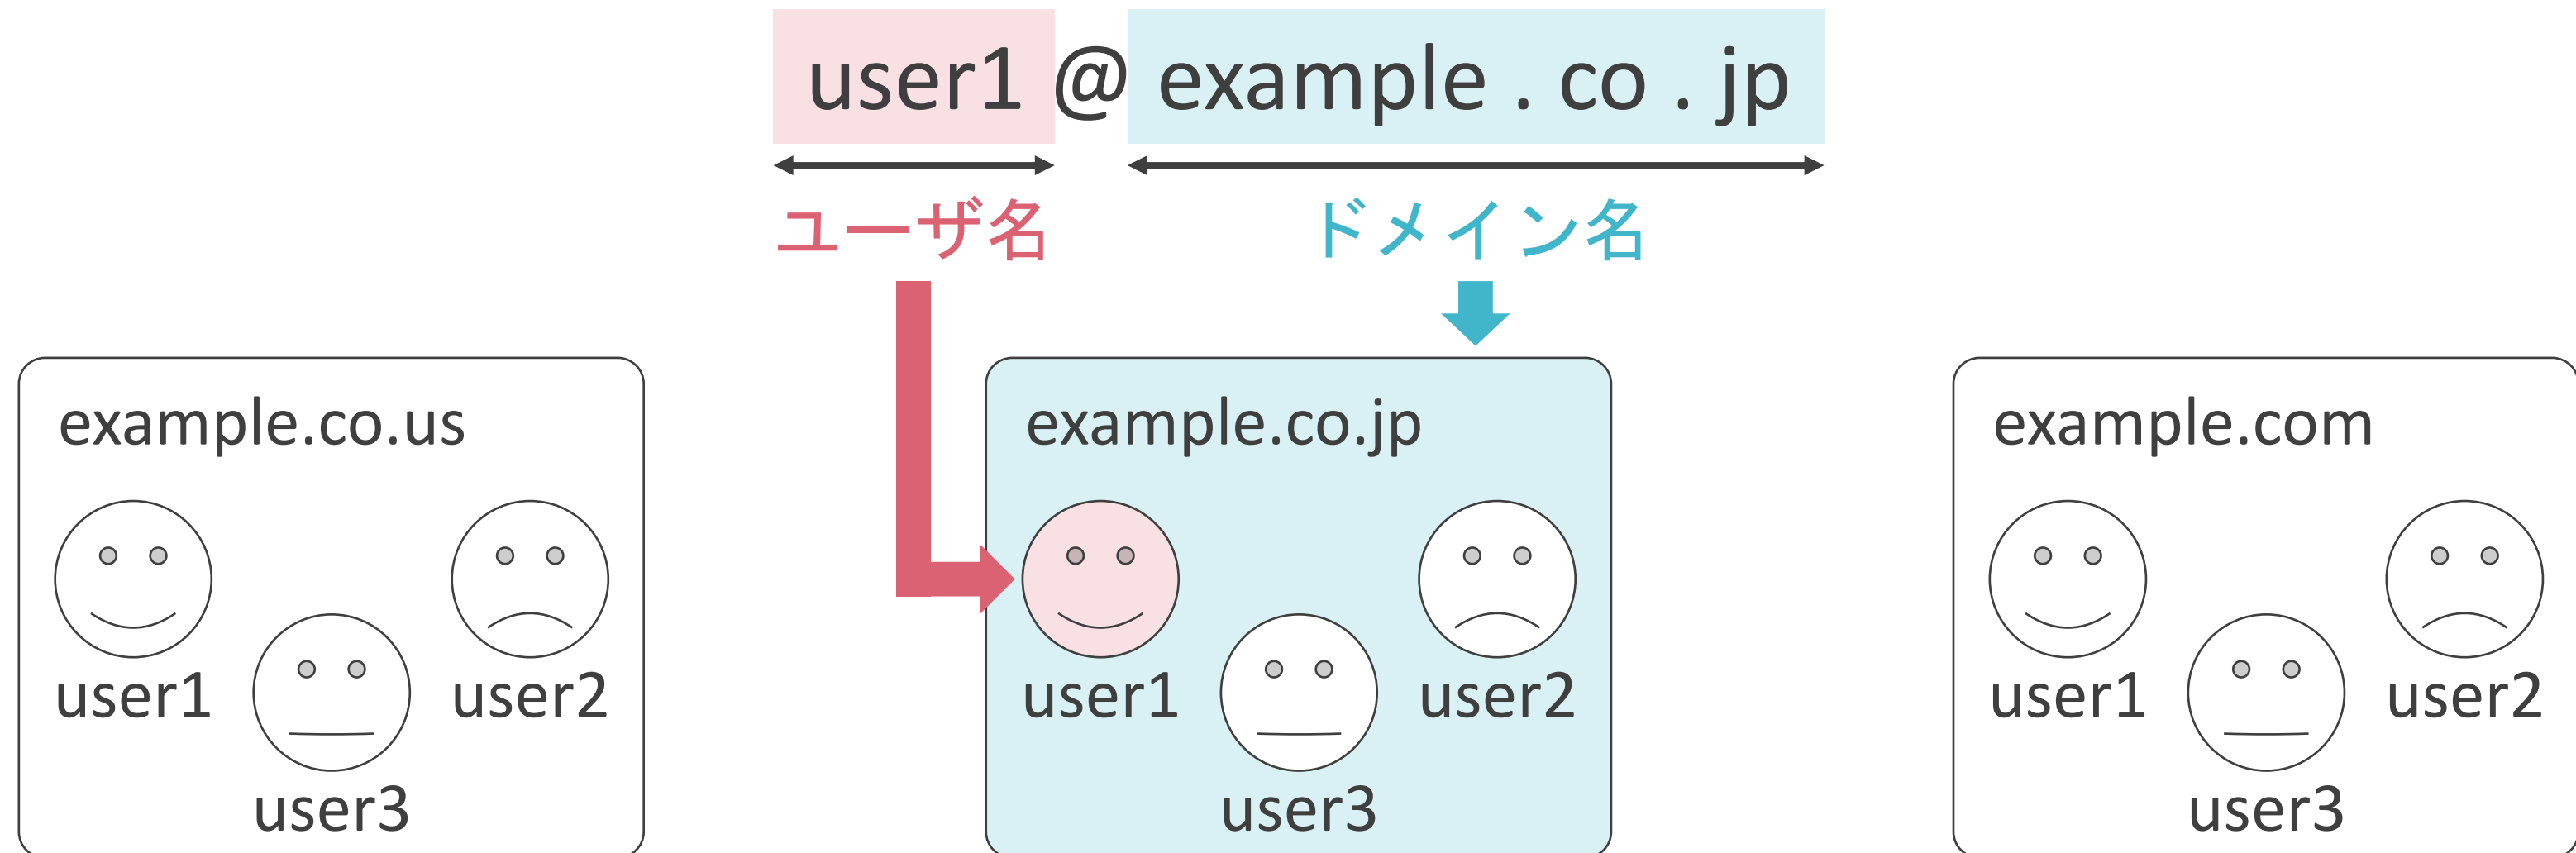 user1 @ example . co . jp
ユーザ名 ドメイン名
example.co.us
user1
user2
user3
example.co.jp
user1
user2
user3
example.com
user1
user2
user3